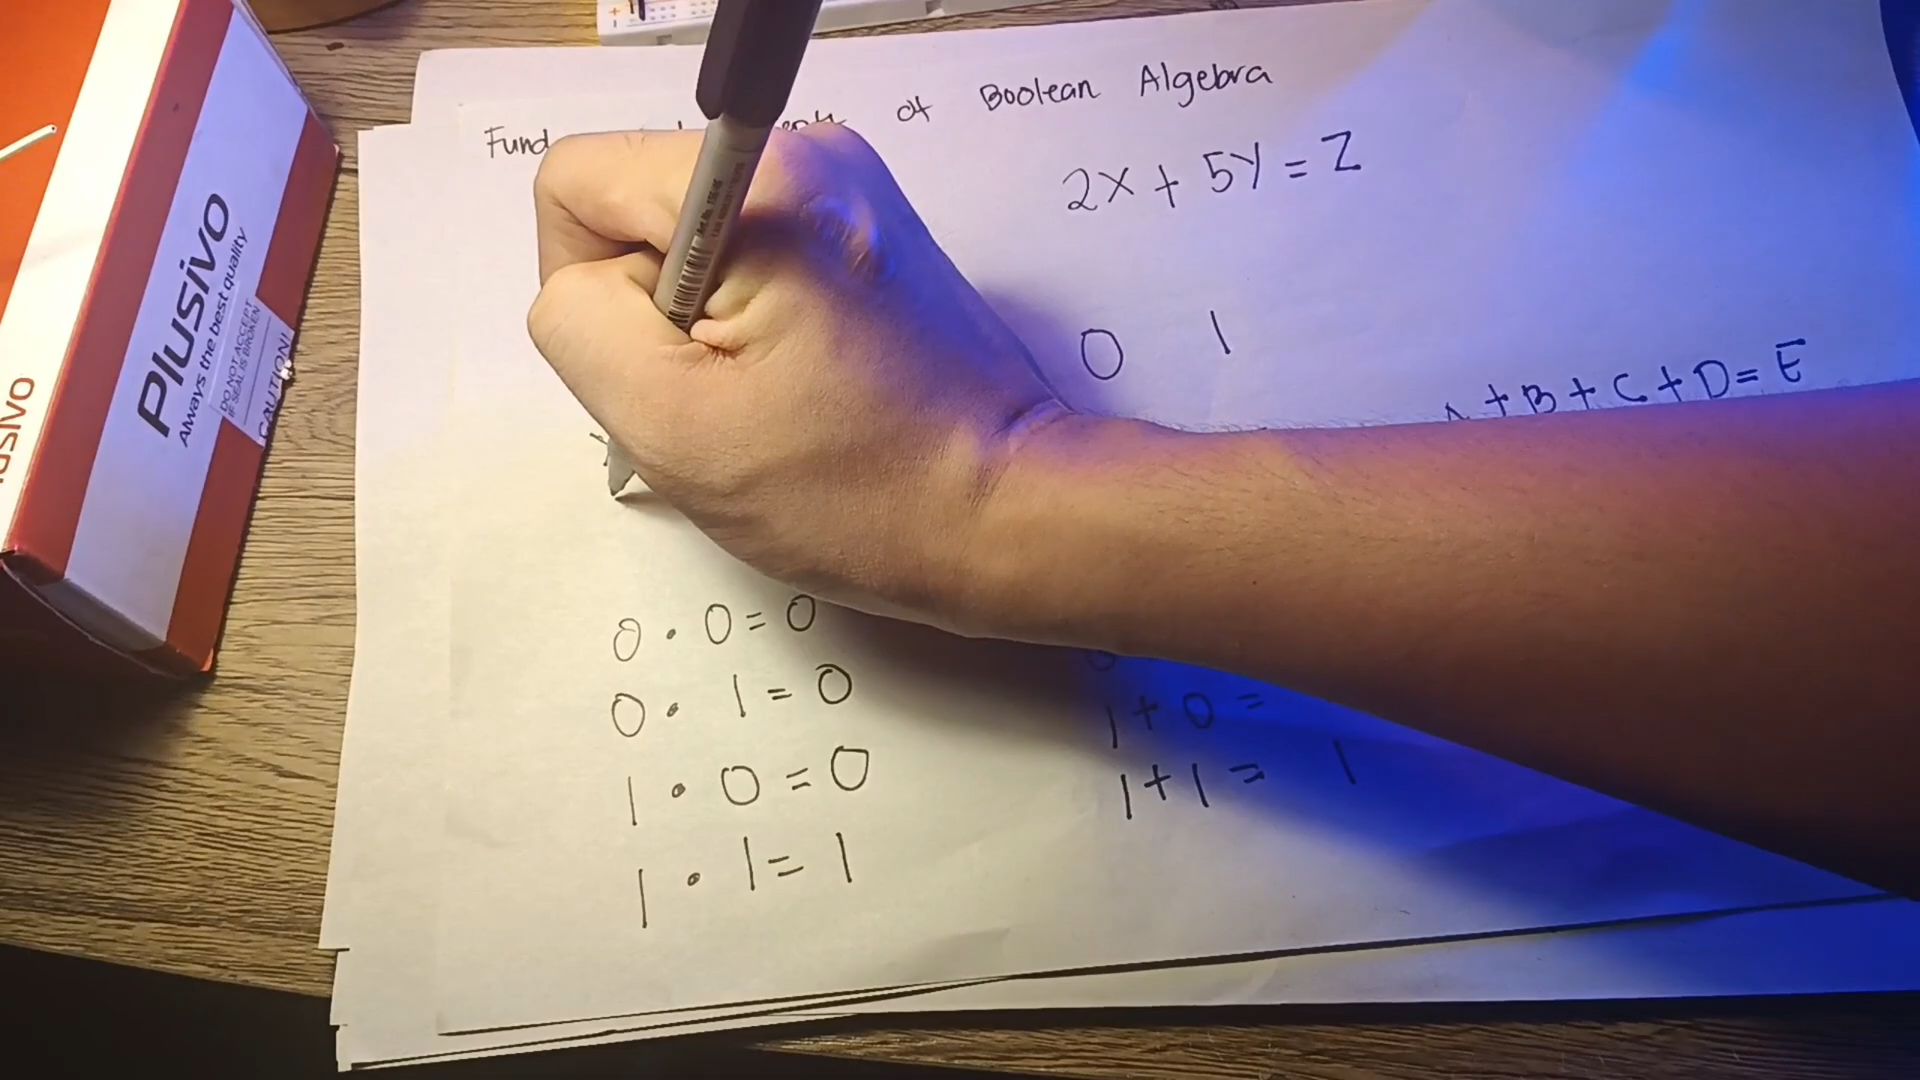 of Boolean Algebra
2X + 5Y = Z
0 1
+ B + C + D = E
0 · 0 = 0
0 · 1 = 0
1 · 0 = 0
1 · 1 = 1
1 + 0 =
1 + 1 = 1
Plusivo
Always the best quality
DO NOT ACCEPT
IF SEAL IS BROKEN
CAUTION!